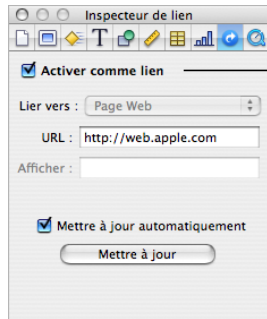 Inspecteur de lien
T
Activer comme lien
Lier vers : Page Web
URL : http://web.apple.com
Afficher :
Mettre à jour automatiquement
Mettre à jour